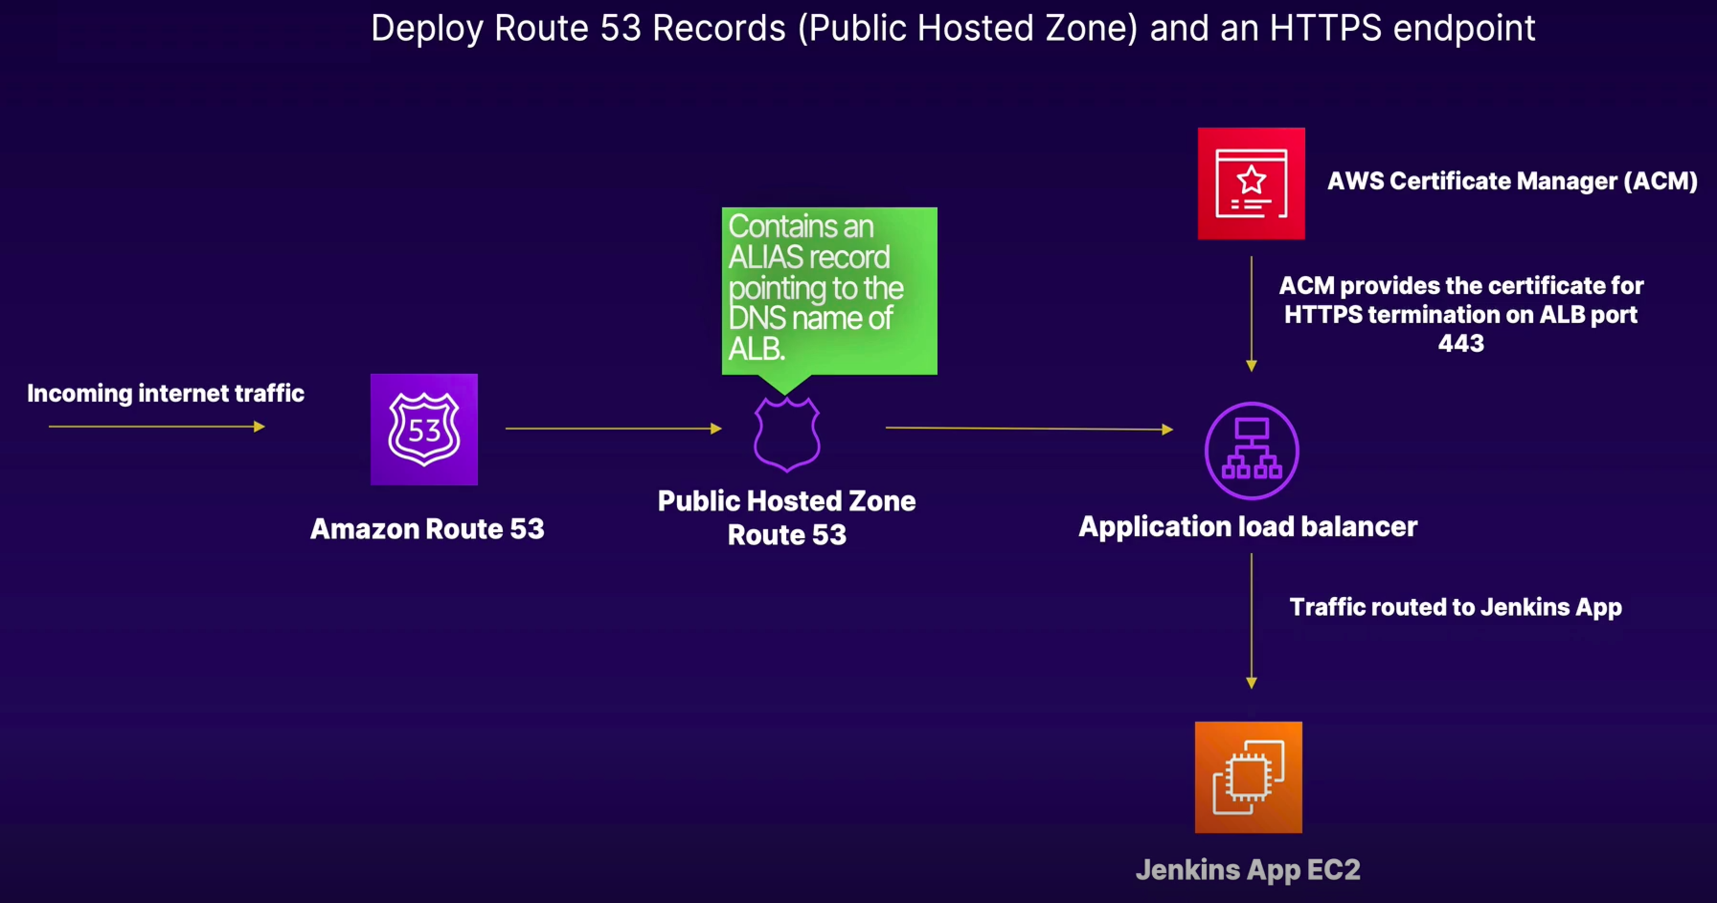 Deploy Route 53 Records (Public Hosted Zone) and an HTTPS endpoint
AWS Certificate Manager (ACM)
Contains an
ALIAS record
pointing to the
DNS name of
ALB.
ACM provides the certificate for
HTTPS termination on ALB port
443
Incoming internet traffic
53
Amazon Route 53
Public Hosted Zone
Route 53
Application load balancer
Traffic routed to Jenkins App
Jenkins App EC2